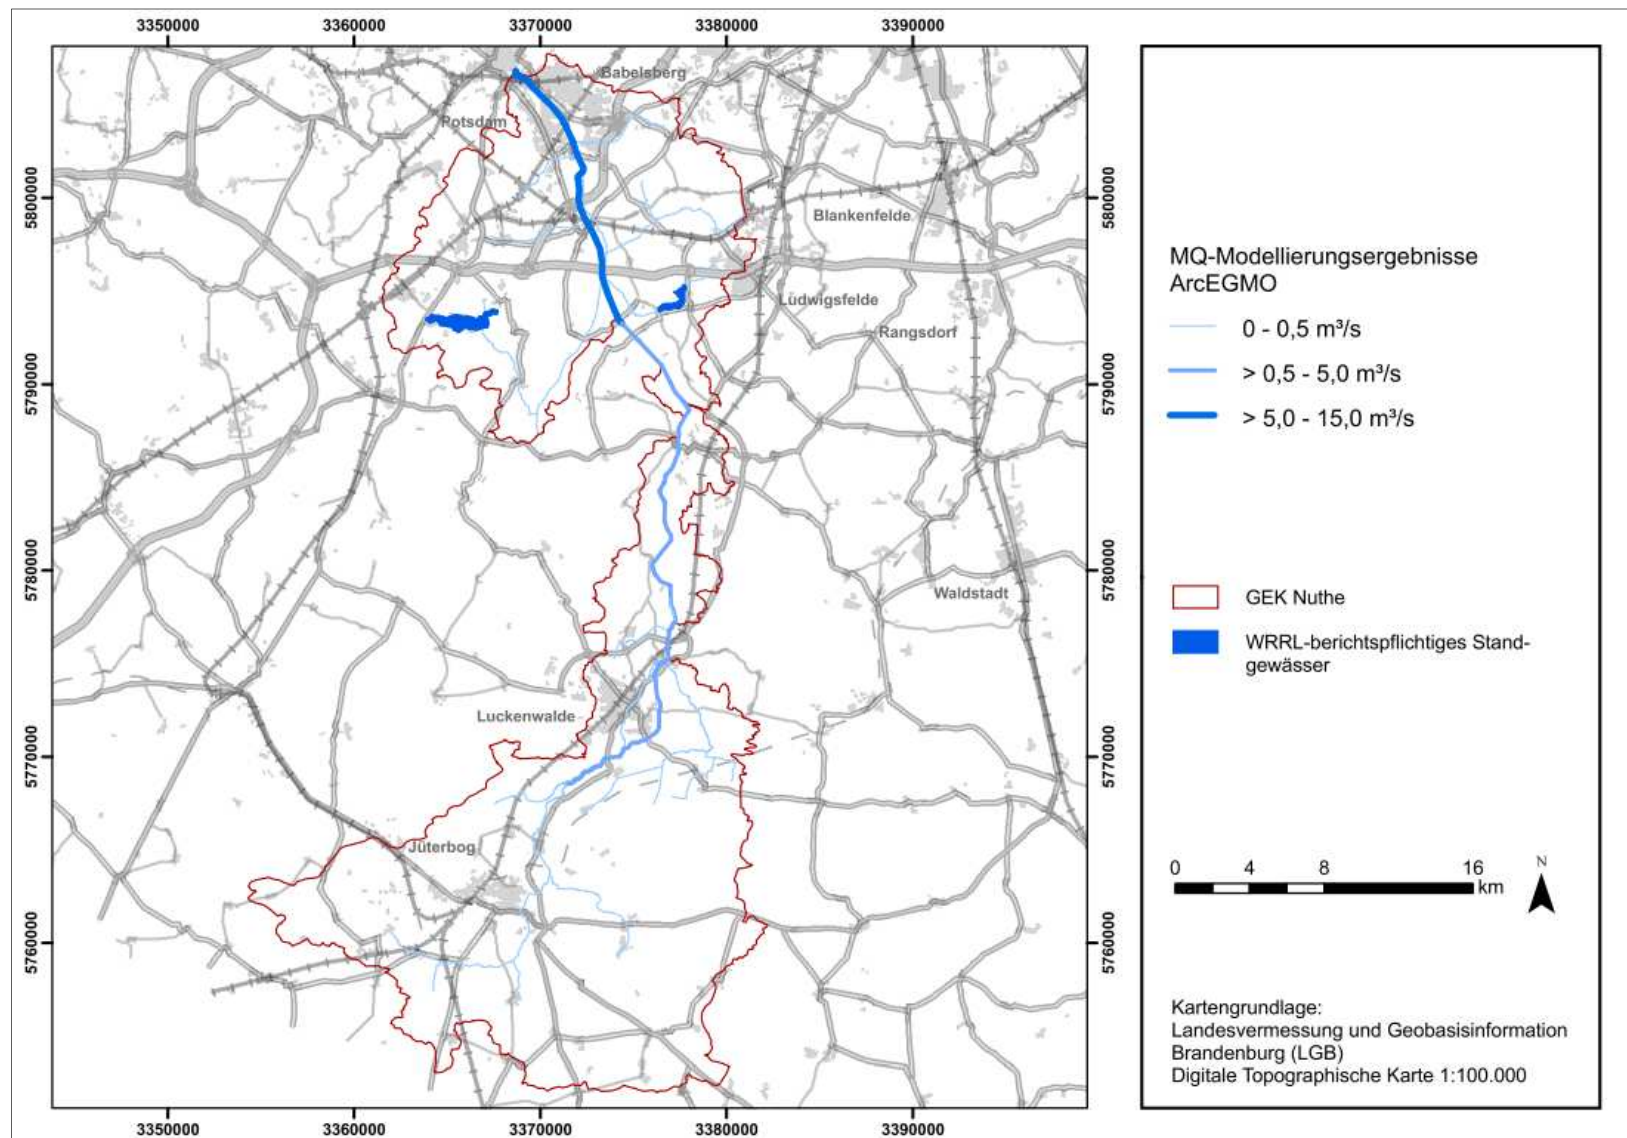 3350000 3360000 3370000 3380000 3390000
Babelsberg
Potsdam
5800000 5800000
Blankenfelde
Ludwigsfelde
Rangsdorf
5790000 5790000
5780000 5780000
Waldstadt
Luckenwalde
5770000 5770000
Jüterbog
5760000 5760000
3350000 3360000 3370000 3380000 3390000
MQ-Modellierungsergebnisse
ArcEGMO
0 - 0,5 m³/s
> 0,5 - 5,0 m³/s
> 5,0 - 15,0 m³/s
GEK Nuthe
WRRL-berichtspflichtiges Stand-
gewässer
0 4 8 16
km
N
Kartengrundlage:
Landesvermessung und Geobasisinformation
Brandenburg (LGB)
Digitale Topographische Karte 1:100.000